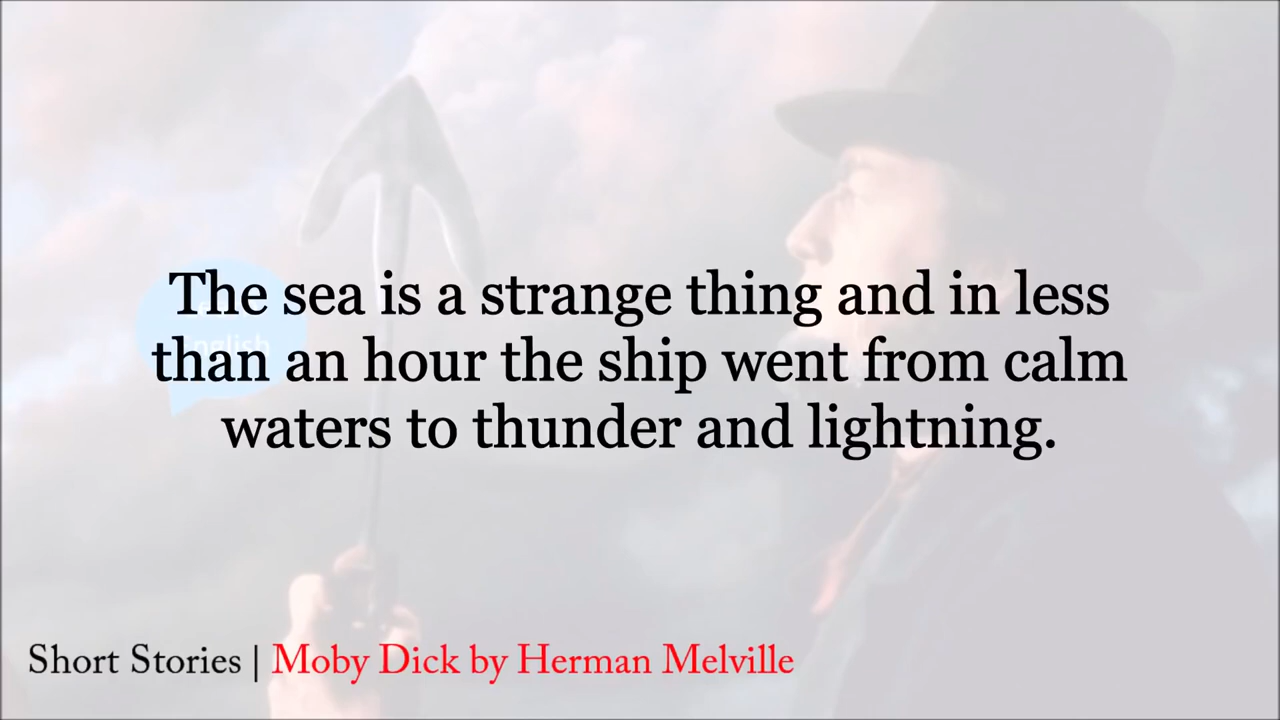 The sea is a strange thing and in less
than an hour the ship went from calm
waters to thunder and lightning.
English
Short Stories | Moby Dick by Herman Melville